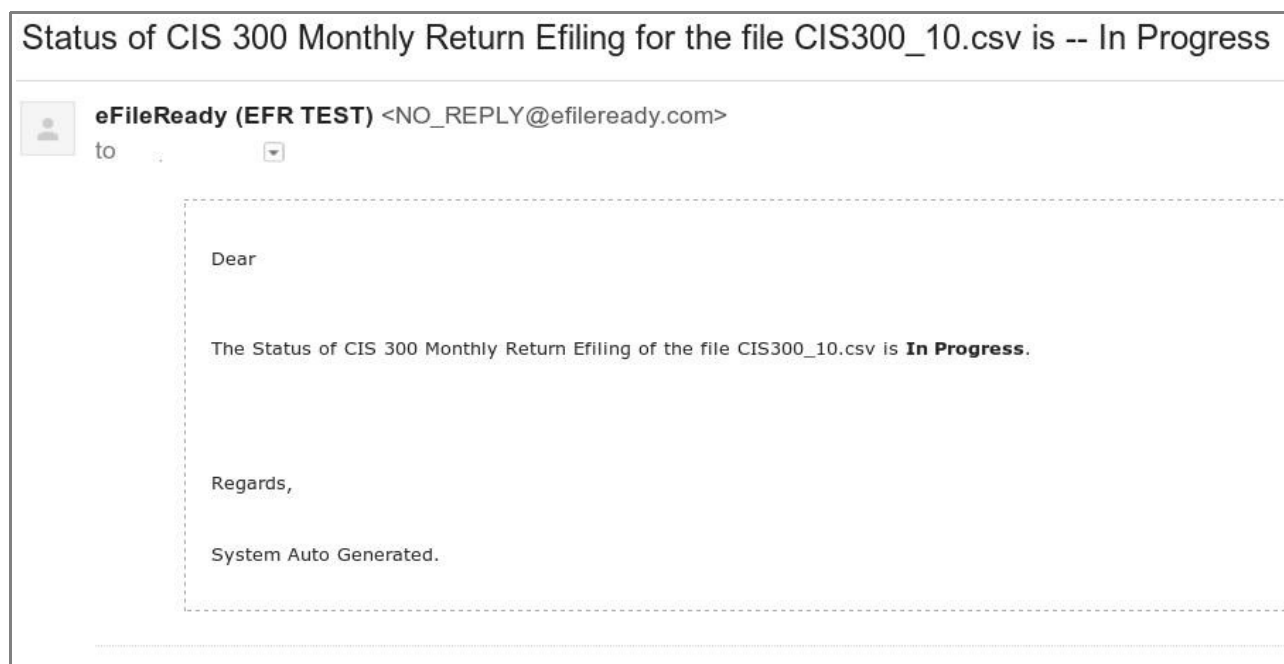 Status of CIS 300 Monthly Return Efiling for the file CIS300_10.csv is -- In Progress
eFileReady (EFR TEST) <NO_REPLY@efileready.com>
to
Dear
The Status of CIS 300 Monthly Return Efiling of the file CIS300_10.csv is In Progress.
Regards,
System Auto Generated.